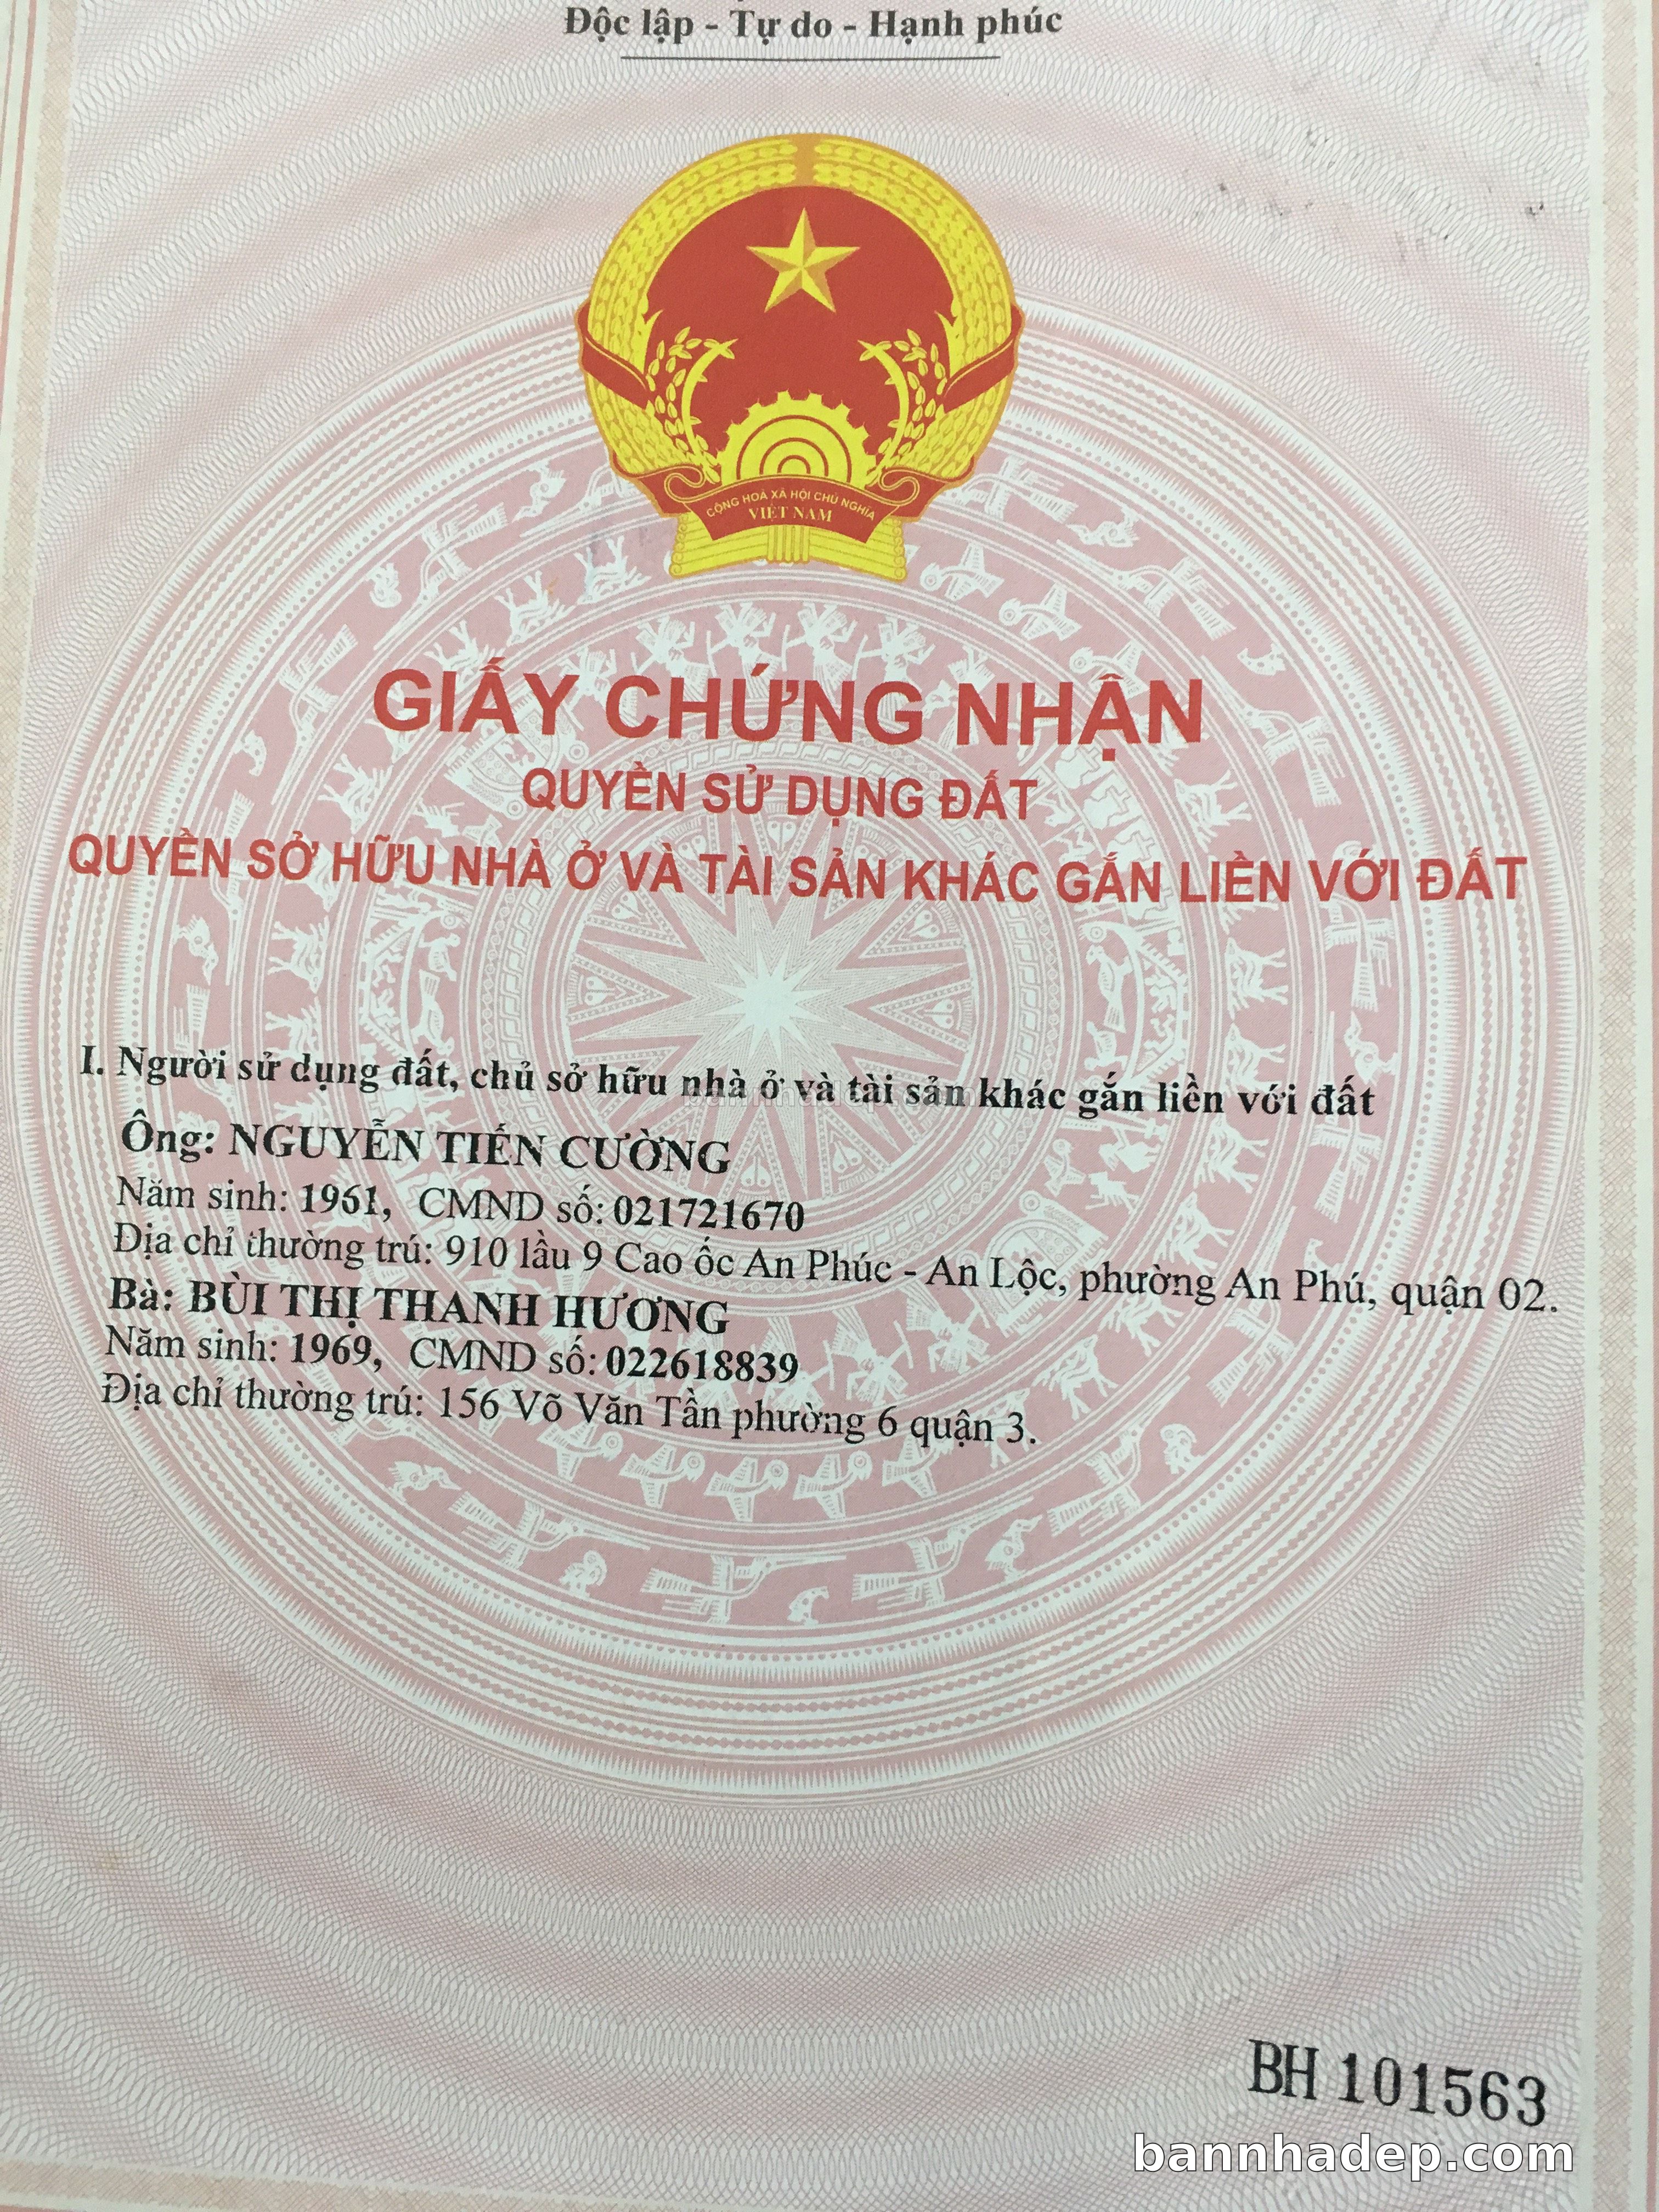 Độc lập - Tự do - Hạnh phúc
CỘNG HOÀ XÃ HỘI CHỦ NGHĨA
VIỆT NAM
GIẤY CHỨNG NHẬN
QUYỀN SỬ DỤNG ĐẤT
QUYỀN SỞ HỮU NHÀ Ở VÀ TÀI SẢN KHÁC GẮN LIỀN VỚI ĐẤT
I. Người sử dụng đất, chủ sở hữu nhà ở và tài sản khác gắn liền với đất
Ông: NGUYỄN TIẾN CƯỜNG
Năm sinh: 1961, CMND số: 021721670
Địa chỉ thường trú: 910 lầu 9 Cao ốc An Phúc - An Lộc, phường An Phú, quận 02.
Bà: BÙI THỊ THANH HƯƠNG
Năm sinh: 1969, CMND số: 022618839
Địa chỉ thường trú: 156 Võ Văn Tần phường 6 quận 3.
BH 101563
bannhadep.com